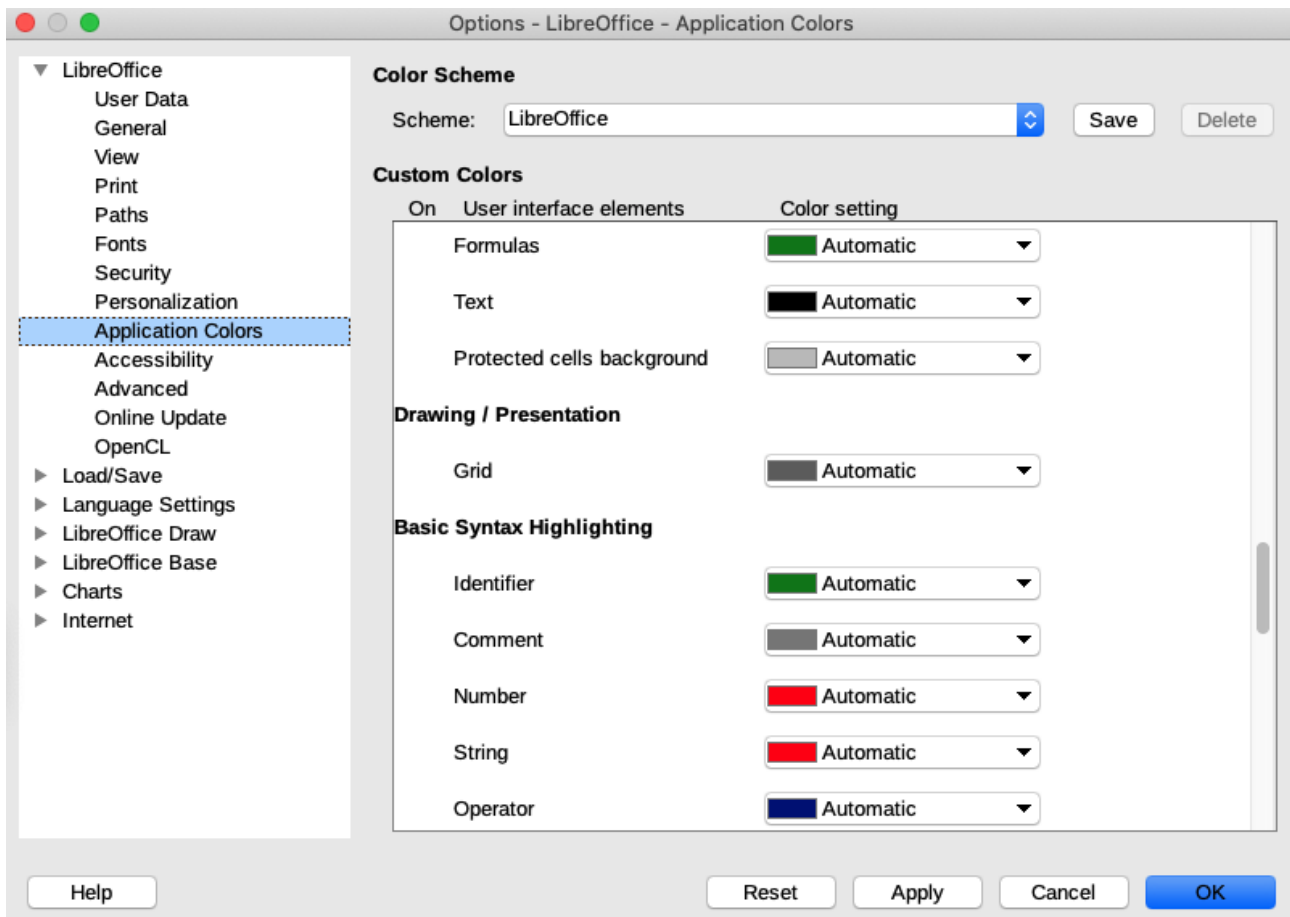 Options - LibreOffice - Application Colors
LibreOffice
User Data
General
View
Print
Paths
Fonts
Security
Personalization
Application Colors
Accessibility
Advanced
Online Update
OpenCL
Load/Save
Language Settings
LibreOffice Draw
LibreOffice Base
Charts
Internet
Color Scheme
Scheme: LibreOffice Save Delete
Custom Colors
On User interface elements Color setting
Formulas Automatic
Text Automatic
Protected cells background Automatic
Drawing / Presentation
Grid Automatic
Basic Syntax Highlighting
Identifier Automatic
Comment Automatic
Number Automatic
String Automatic
Operator Automatic
Help Reset Apply Cancel OK